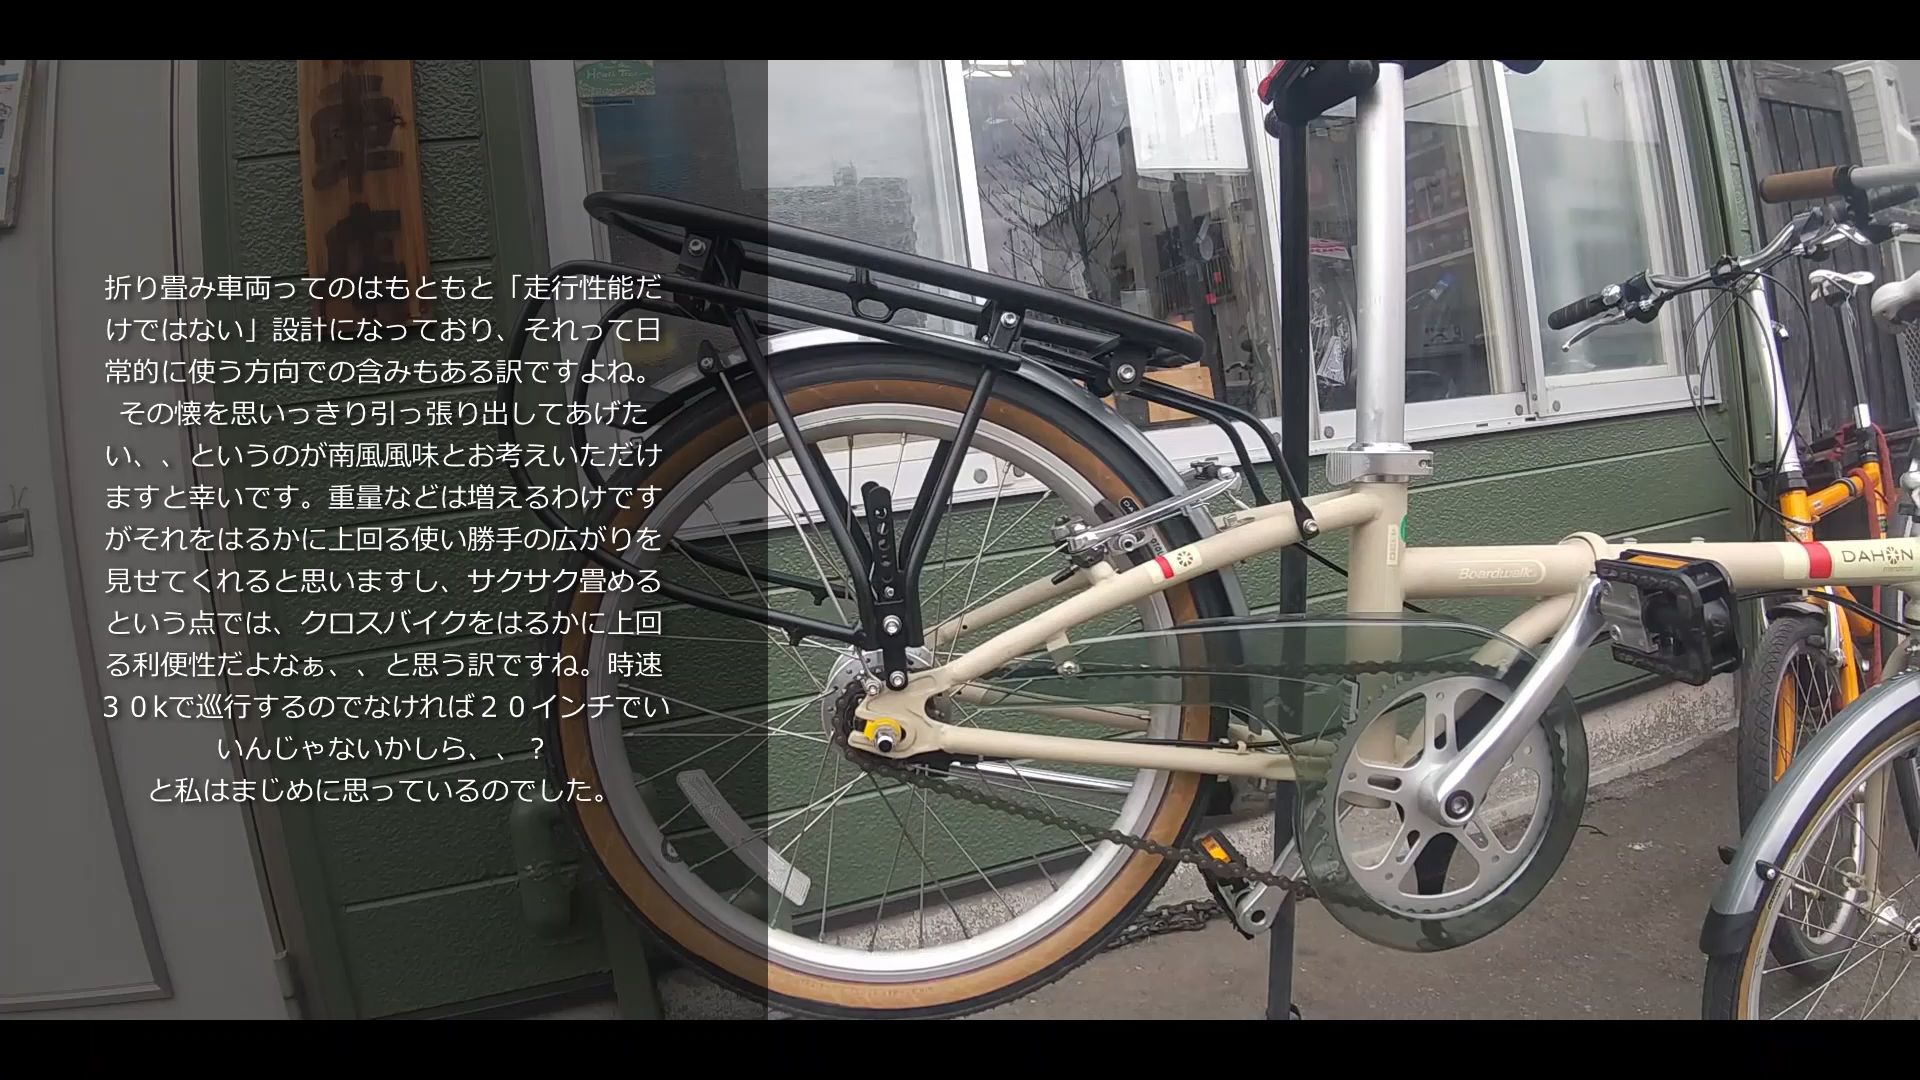 折り畳み車両ってのはもともと「走行性能だ
けではない」設計になっており、それって日
常的に使う方向での含みもある訳ですよね。
その懐を思いっきり引っ張り出してあげた
い、、というのが南風風味とお考えいただけ
ますと幸いです。重量などは増えるわけです
がそれをはるかに上回る使い勝手の広がりを
見せてくれると思いますし、サクサク畳める
という点では、クロスバイクをはるかに上回
る利便性だよなぁ、、と思う訳ですね。時速
３０kで巡行するのでなければ２０インチでい
いんじゃないかしら、、？
と私はまじめに思っているのでした。
Boardwalk
DAHON